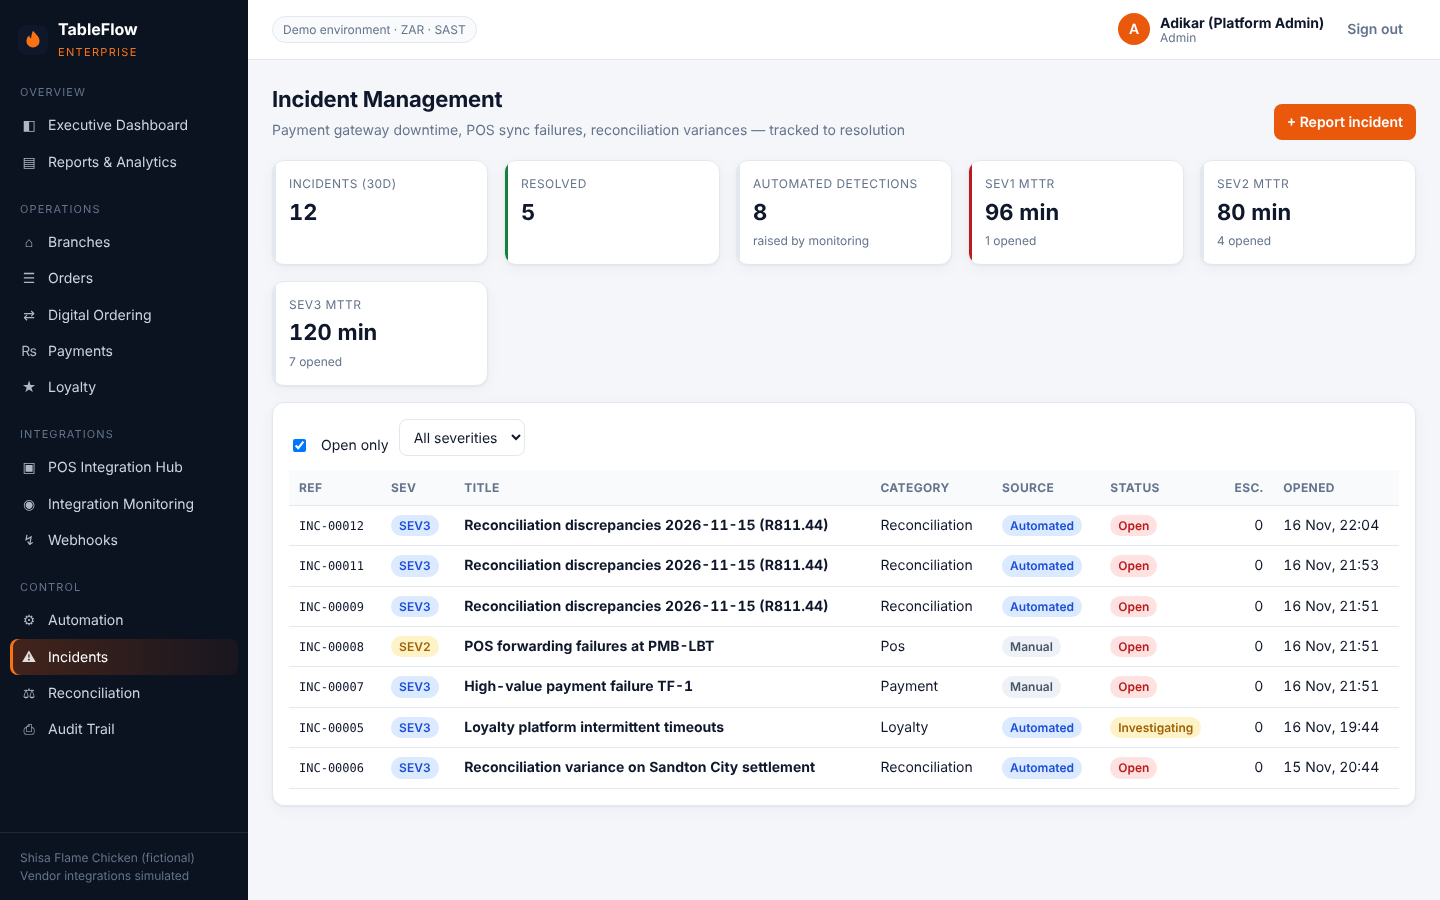 TableFlow
ENTERPRISE
OVERVIEW
Executive Dashboard
Reports & Analytics
OPERATIONS
Branches
Orders
Digital Ordering
Rs Payments
Loyalty
INTEGRATIONS
POS Integration Hub
Integration Monitoring
Webhooks
CONTROL
Automation
Incidents
Reconciliation
Audit Trail
Shisa Flame Chicken (fictional)
Vendor integrations simulated
Demo environment · ZAR · SAST
A
Adikar (Platform Admin)
Admin
Sign out
Incident Management
Payment gateway downtime, POS sync failures, reconciliation variances — tracked to resolution
+ Report incident
INCIDENTS (30D)
12
RESOLVED
5
AUTOMATED DETECTIONS
8
raised by monitoring
SEV1 MTTR
96 min
1 opened
SEV2 MTTR
80 min
4 opened
SEV3 MTTR
120 min
7 opened
Open only All severities
REF SEV TITLE CATEGORY SOURCE STATUS ESC. OPENED
INC-00012 SEV3 Reconciliation discrepancies 2026-11-15 (R811.44) Reconciliation Automated Open 0 16 Nov, 22:04
INC-00011 SEV3 Reconciliation discrepancies 2026-11-15 (R811.44) Reconciliation Automated Open 0 16 Nov, 21:53
INC-00009 SEV3 Reconciliation discrepancies 2026-11-15 (R811.44) Reconciliation Automated Open 0 16 Nov, 21:51
INC-00008 SEV2 POS forwarding failures at PMB-LBT Pos Manual Open 0 16 Nov, 21:51
INC-00007 SEV3 High-value payment failure TF-1 Payment Manual Open 0 16 Nov, 21:51
INC-00005 SEV3 Loyalty platform intermittent timeouts Loyalty Automated Investigating 0 16 Nov, 19:44
INC-00006 SEV3 Reconciliation variance on Sandton City settlement Reconciliation Automated Open 0 15 Nov, 20:44